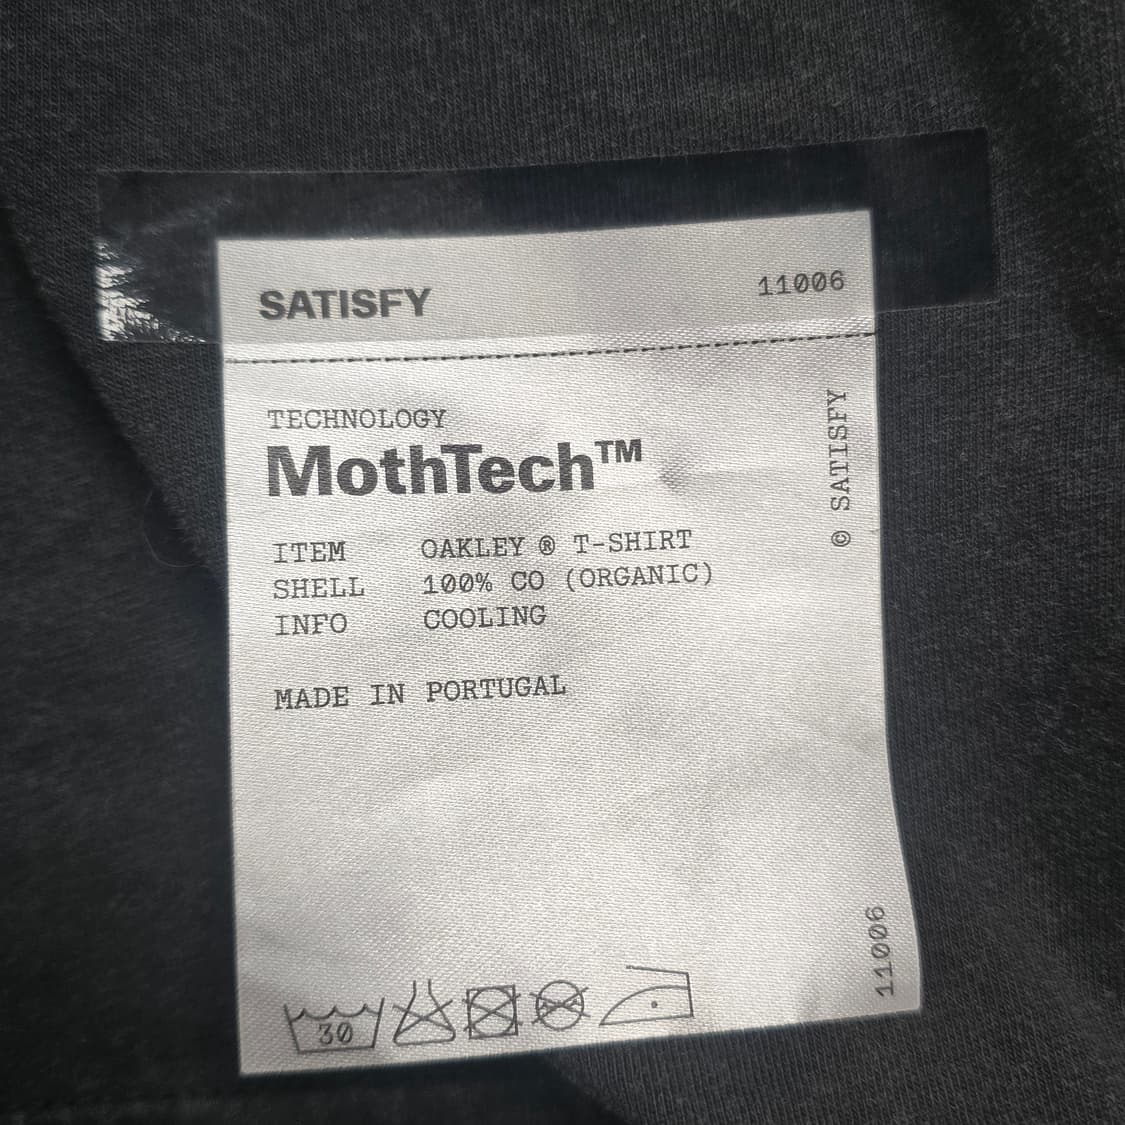 SATISFY 11006
TECHNOLOGY
MothTech™
ITEM OAKLEY ® T-SHIRT
SHELL 100% CO (ORGANIC)
INFO COOLING
MADE IN PORTUGAL
© SATISFY
11006
30